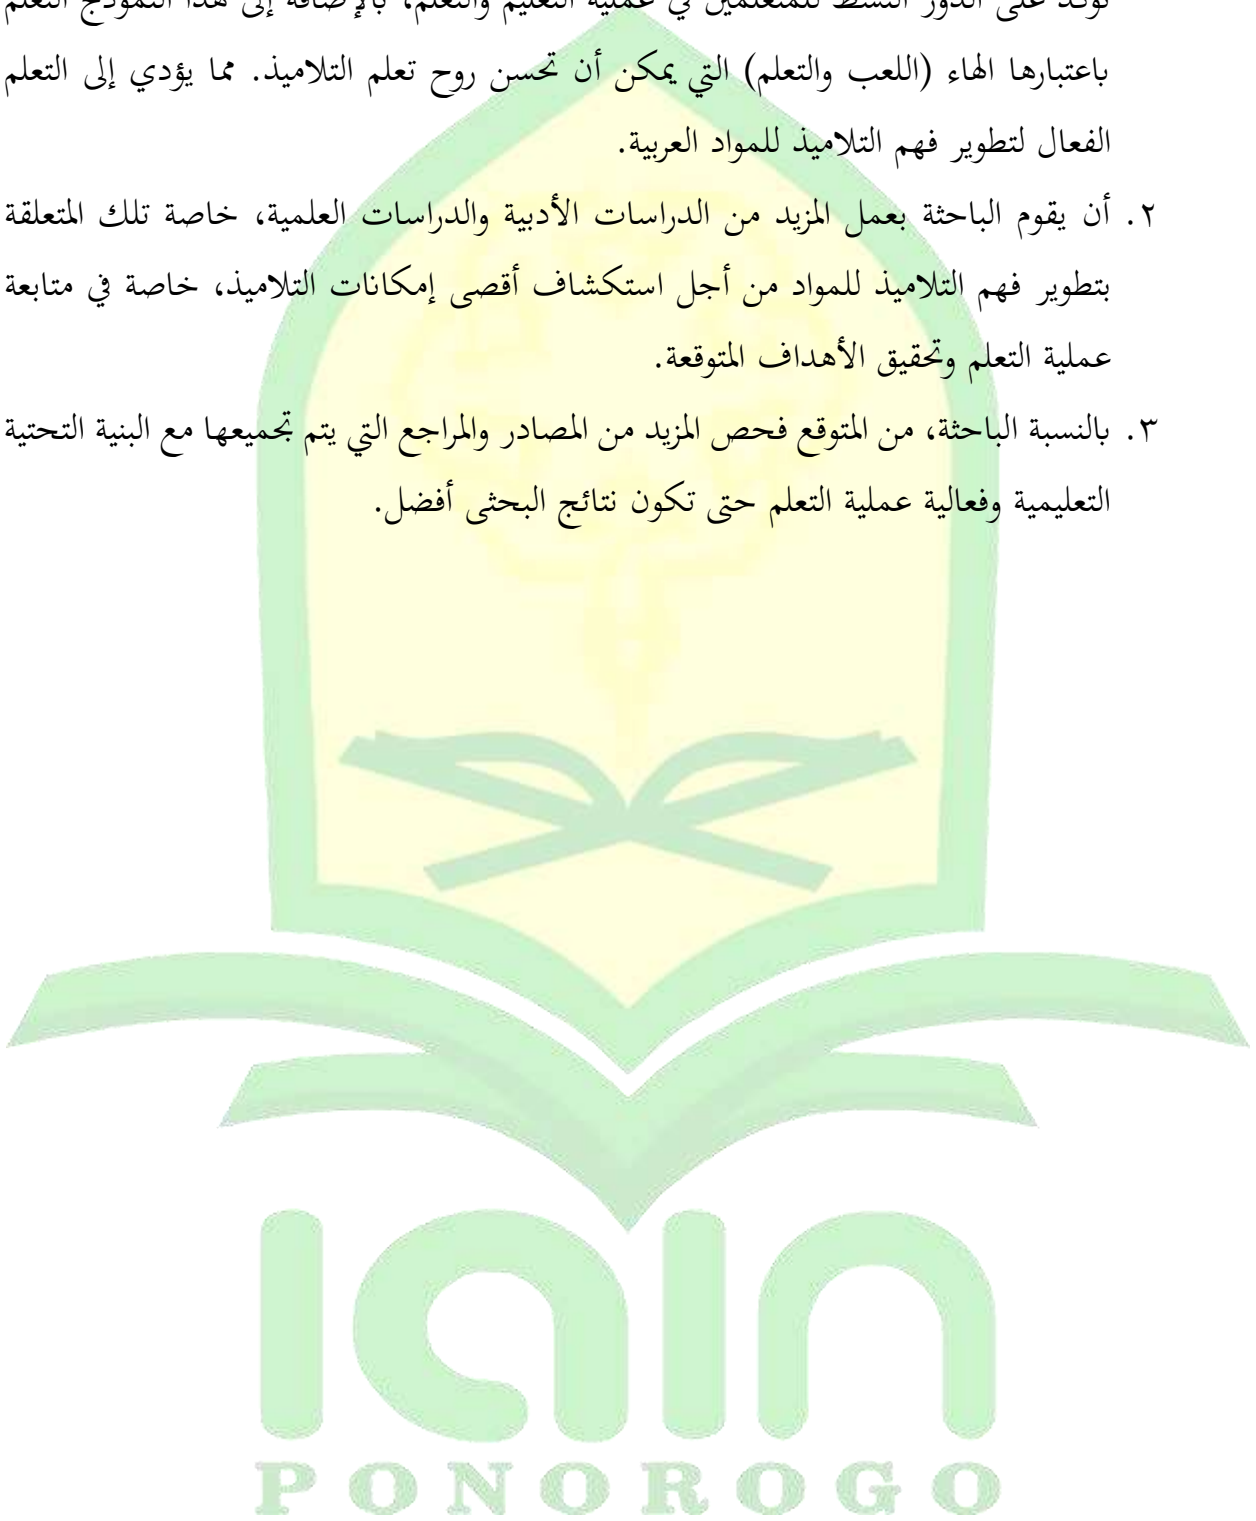 تؤكد على الدور النشط للمتعلمين في عملية التعليم والتعلم، بالإضافة إلى هذا النموذج التعلم
باعتبارها الهاء (اللعب والتعلم) التي يمكن أن تحسن روح تعلم التلاميذ. مما يؤدي إلى التعلم
الفعال لتطوير فهم التلاميذ للمواد العربية.
٢. أن يقوم الباحثة بعمل المزيد من الدراسات الأدبية والدراسات العلمية، خاصة تلك المتعلقة
بتطوير فهم التلاميذ للمواد من أجل استكشاف أقصى إمكانات التلاميذ، خاصة في متابعة
عملية التعلم وتحقيق الأهداف المتوقعة.
٣. بالنسبة الباحثة، من المتوقع فحص المزيد من المصادر والمراجع التي يتم تجميعها مع البنية التحتية
التعليمية وفعالية عملية التعلم حتى تكون نتائج البحثى أفضل.
iain
PONOROGO